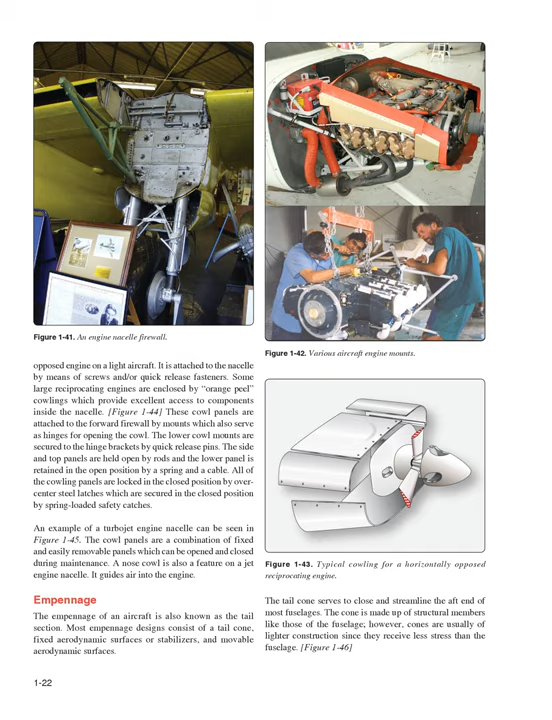 Figure 1-41. An engine nacelle firewall.
opposed engine on a light aircraft. It is attached to the nacelle
by means of screws and/or quick release fasteners. Some
large reciprocating engines are enclosed by “orange peel”
cowlings which provide excellent access to components
inside the nacelle. [Figure 1-44] These cowl panels are
attached to the forward firewall by mounts which also serve
as hinges for opening the cowl. The lower cowl mounts are
secured to the hinge brackets by quick release pins. The side
and top panels are held open by rods and the lower panel is
retained in the open position by a spring and a cable. All of
the cowling panels are locked in the closed position by over-
center steel latches which are secured in the closed position
by spring-loaded safety catches.
An example of a turbojet engine nacelle can be seen in
Figure 1-45. The cowl panels are a combination of fixed
and easily removable panels which can be opened and closed
during maintenance. A nose cowl is also a feature on a jet
engine nacelle. It guides air into the engine.
Empennage
The empennage of an aircraft is also known as the tail
section. Most empennage designs consist of a tail cone,
fixed aerodynamic surfaces or stabilizers, and movable
aerodynamic surfaces.
Figure 1-42. Various aircraft engine mounts.
Figure 1-43. Typical cowling for a horizontally opposed
reciprocating engine.
The tail cone serves to close and streamline the aft end of
most fuselages. The cone is made up of structural members
like those of the fuselage; however, cones are usually of
lighter construction since they receive less stress than the
fuselage. [Figure 1-46]
1-22